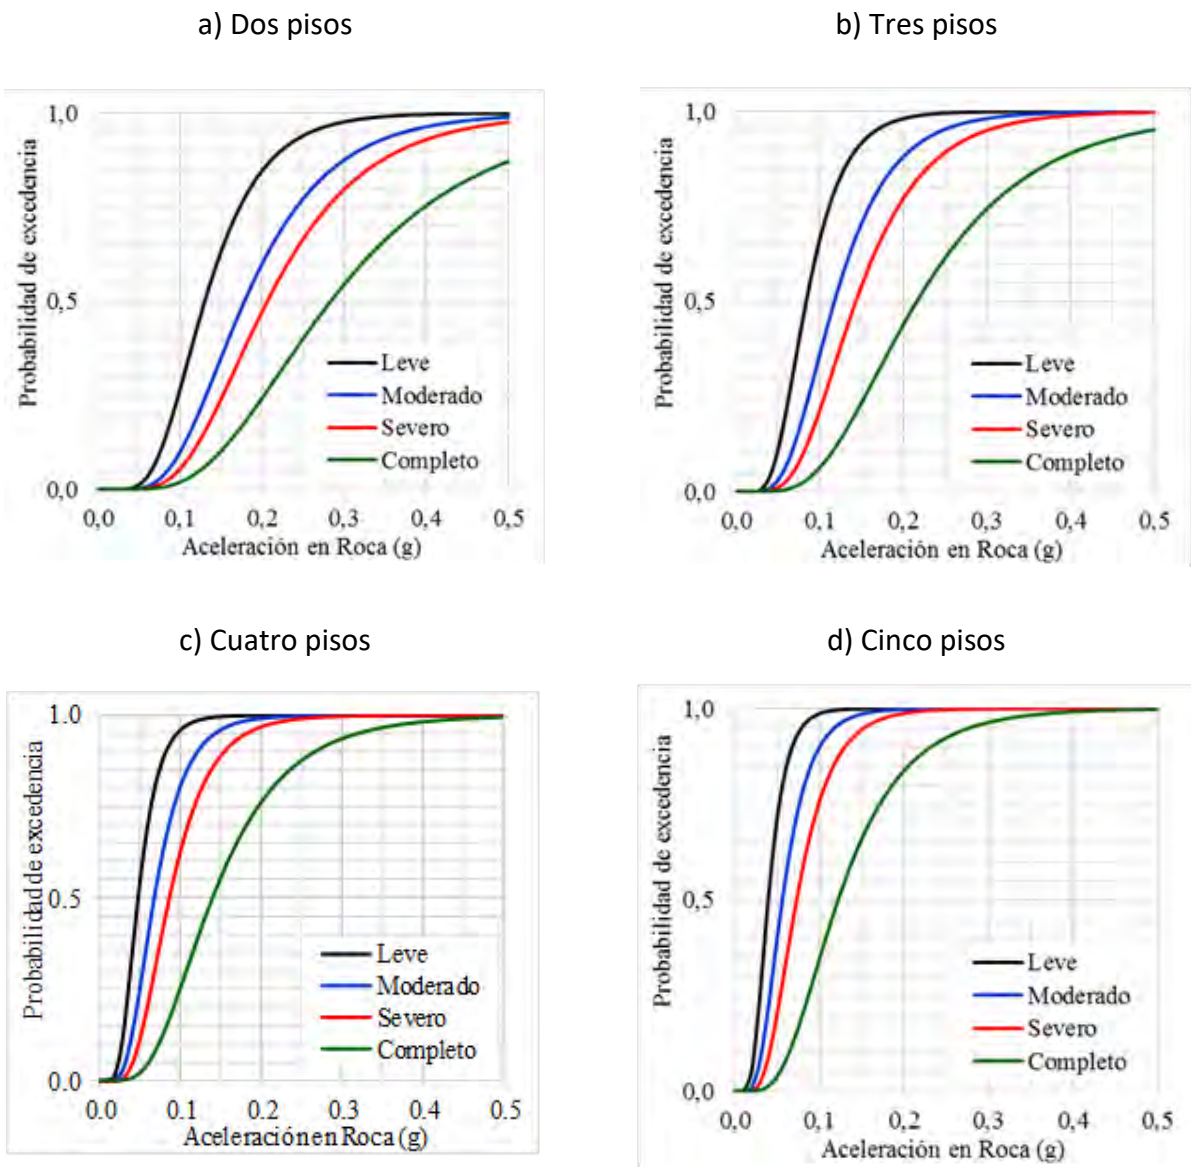 a) Dos pisos
b) Tres pisos
Probabilidad de excedencia
1,0
0,5
0,0
Leve
Moderado
Severo
Completo
0,0 0,1 0,2 0,3 0,4 0,5
Aceleración en Roca (g)
Probabilidad de excedencia
1,0
0,5
0,0
Leve
Moderado
Severo
Completo
0,0 0,1 0,2 0,3 0,4 0,5
Aceleración en Roca (g)
c) Cuatro pisos
d) Cinco pisos
Probabilidad de excedencia
1.0
0.5
0.0
Leve
Moderado
Severo
Completo
0.0 0.1 0.2 0.3 0.4 0.5
Aceleración en Roca (g)
Probabilidad de excedencia
1,0
0,5
0,0
Leve
Moderado
Severo
Completo
0,0 0,1 0,2 0,3 0,4 0,5
Aceleración en Roca (g)